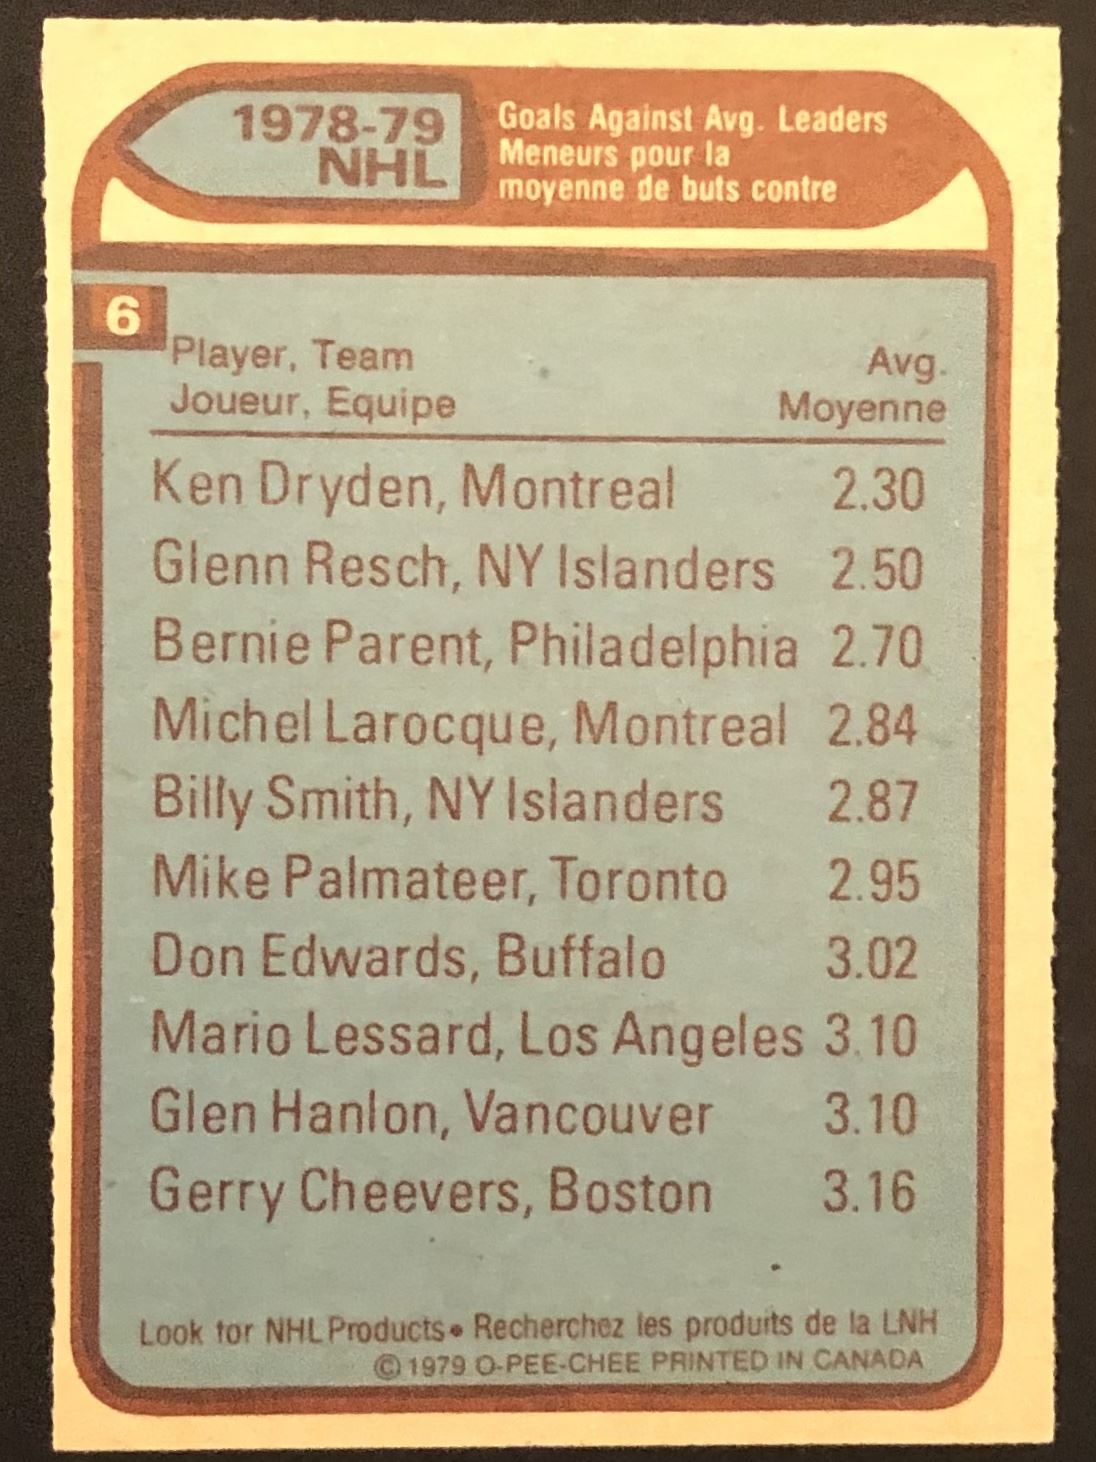 1978-79
NHL
Goals Against Avg. Leaders
Meneurs pour la
moyenne de buts contre
6
Player, Team Avg.
Joueur, Equipe Moyenne
Ken Dryden, Montreal 2.30
Glenn Resch, NY Islanders 2.50
Bernie Parent, Philadelphia 2.70
Michel Larocque, Montreal 2.84
Billy Smith, NY Islanders 2.87
Mike Palmateer, Toronto 2.95
Don Edwards, Buffalo 3.02
Mario Lessard, Los Angeles 3.10
Glen Hanlon, Vancouver 3.10
Gerry Cheevers, Boston 3.16
Look for NHL Products • Recherchez les produits de la LNH
© 1979 O-PEE-CHEE PRINTED IN CANADA